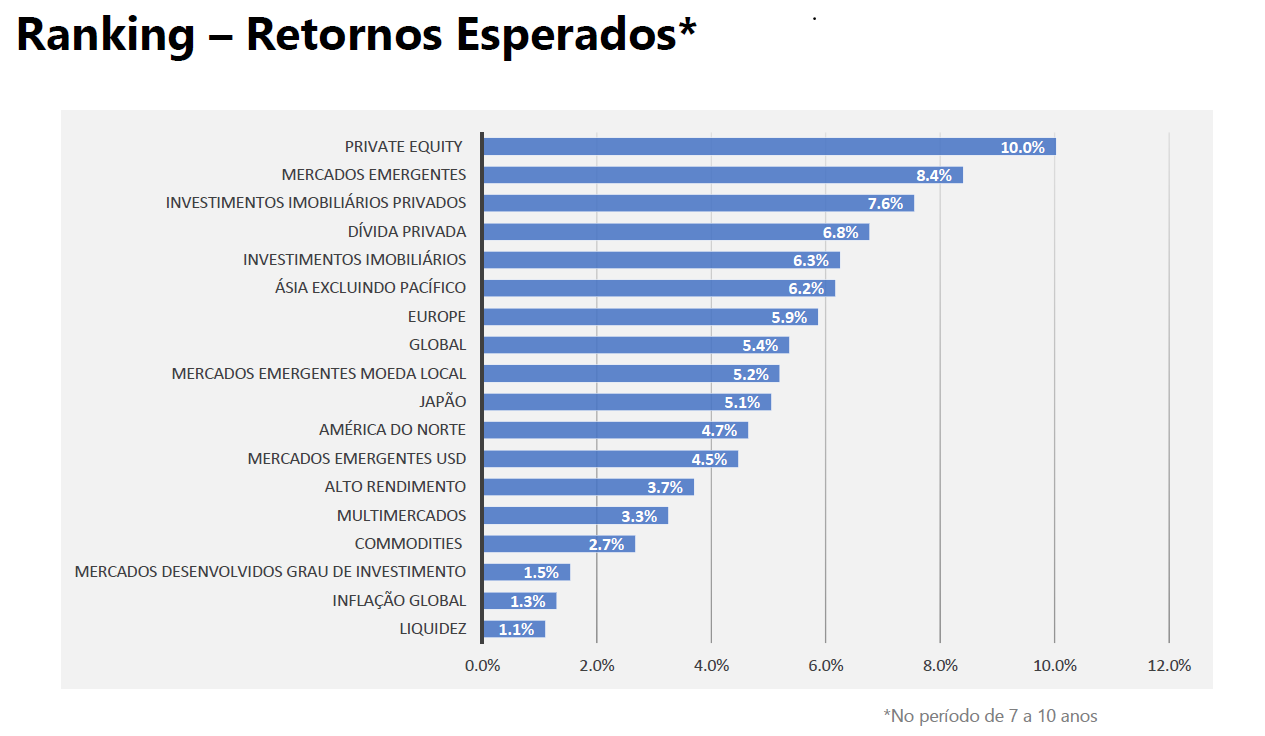 Ranking – Retornos Esperados*
PRIVATE EQUITY 10.0%
MERCADOS EMERGENTES 8.4%
INVESTIMENTOS IMOBILIÁRIOS PRIVADOS 7.6%
DÍVIDA PRIVADA 6.8%
INVESTIMENTOS IMOBILIÁRIOS 6.3%
ÁSIA EXCLUINDO PACÍFICO 6.2%
EUROPE 5.9%
GLOBAL 5.4%
MERCADOS EMERGENTES MOEDA LOCAL 5.2%
JAPÃO 5.1%
AMÉRICA DO NORTE 4.7%
MERCADOS EMERGENTES USD 4.5%
ALTO RENDIMENTO 3.7%
MULTIMERCADOS 3.3%
COMMODITIES 2.7%
MERCADOS DESENVOLVIDOS GRAU DE INVESTIMENTO 1.5%
INFLAÇÃO GLOBAL 1.3%
LIQUIDEZ 1.1%
0.0% 2.0% 4.0% 6.0% 8.0% 10.0% 12.0%
*No período de 7 a 10 anos